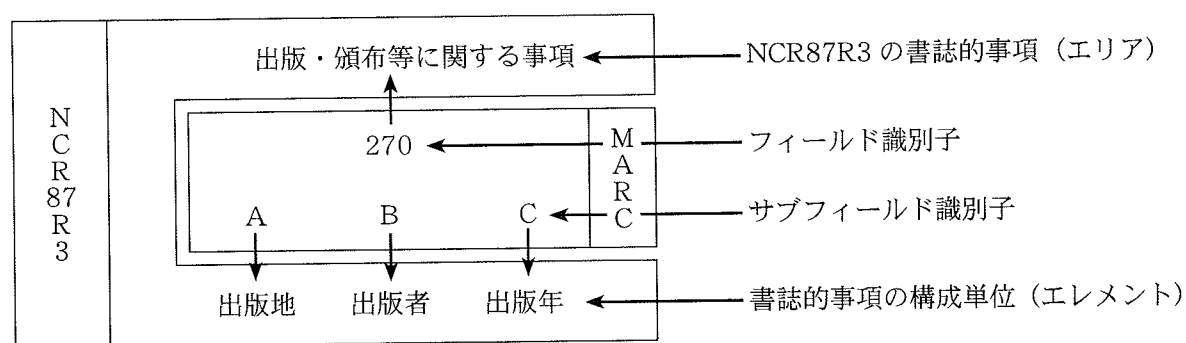 出版・頒布等に関する事項
NCR87R3の書誌的事項（エリア）
NCR87R3
270
MARC
フィールド識別子
A B C
サブフィールド識別子
出版地 出版者 出版年
書誌的事項の構成単位（エレメント）